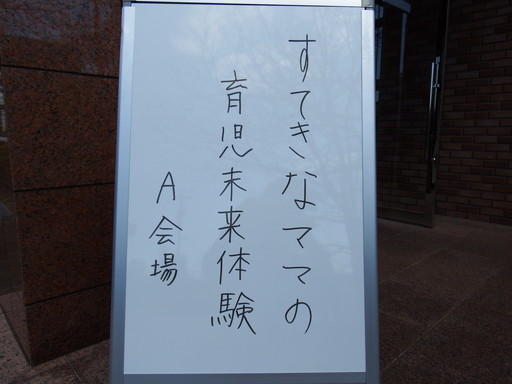 すてきなママの
育児未来体験
A会場